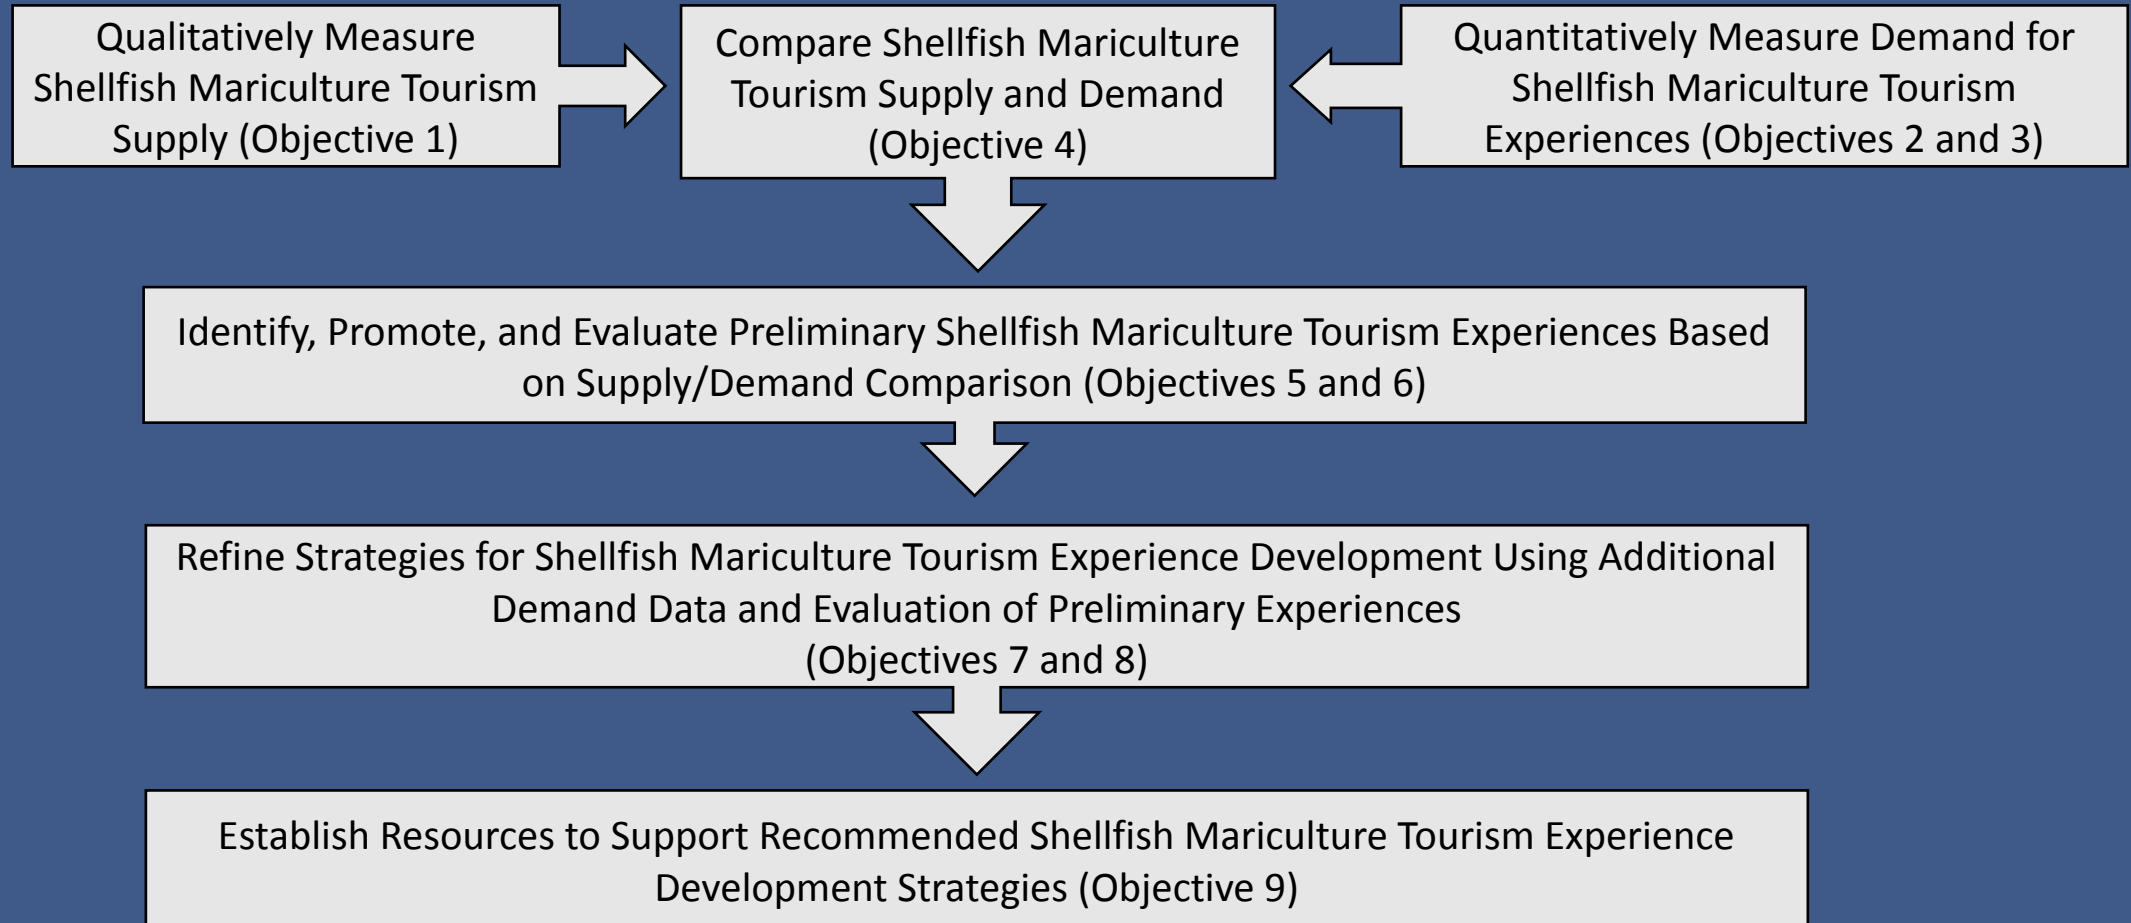 Qualitatively Measure
Shellfish Mariculture Tourism
Supply (Objective 1)
Compare Shellfish Mariculture
Tourism Supply and Demand
(Objective 4)
Quantitatively Measure Demand for
Shellfish Mariculture Tourism
Experiences (Objectives 2 and 3)
Identify, Promote, and Evaluate Preliminary Shellfish Mariculture Tourism Experiences Based
on Supply/Demand Comparison (Objectives 5 and 6)
Refine Strategies for Shellfish Mariculture Tourism Experience Development Using Additional
Demand Data and Evaluation of Preliminary Experiences
(Objectives 7 and 8)
Establish Resources to Support Recommended Shellfish Mariculture Tourism Experience
Development Strategies (Objective 9)